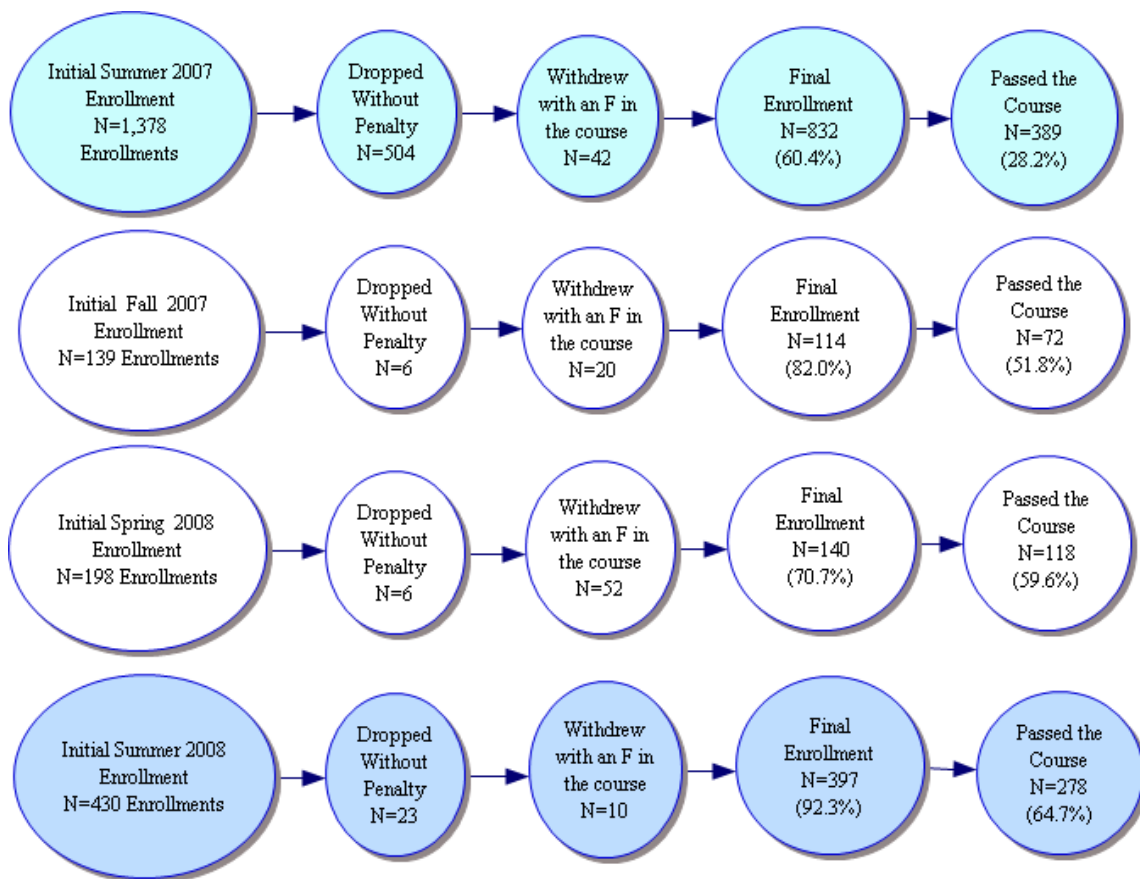 Initial Summer 2007
Enrollment
N=1,378
Enrollments
Dropped
Without
Penalty
N=504
Withdrew
with an F in
the course
N=42
Final
Enrollment
N=832
(60.4%)
Passed the
Course
N=389
(28.2%)
Initial Fall 2007
Enrollment
N=139 Enrollments
Dropped
Without
Penalty
N=6
Withdrew
with an F in
the course
N=20
Final
Enrollment
N=114
(82.0%)
Passed the
Course
N=72
(51.8%)
Initial Spring 2008
Enrollment
N=198 Enrollments
Dropped
Without
Penalty
N=6
Withdrew
with an F in
the course
N=52
Final
Enrollment
N=140
(70.7%)
Passed the
Course
N=118
(59.6%)
Initial Summer 2008
Enrollment
N=430 Enrollments
Dropped
Without
Penalty
N=23
Withdrew
with an F in
the course
N=10
Final
Enrollment
N=397
(92.3%)
Passed the
Course
N=278
(64.7%)